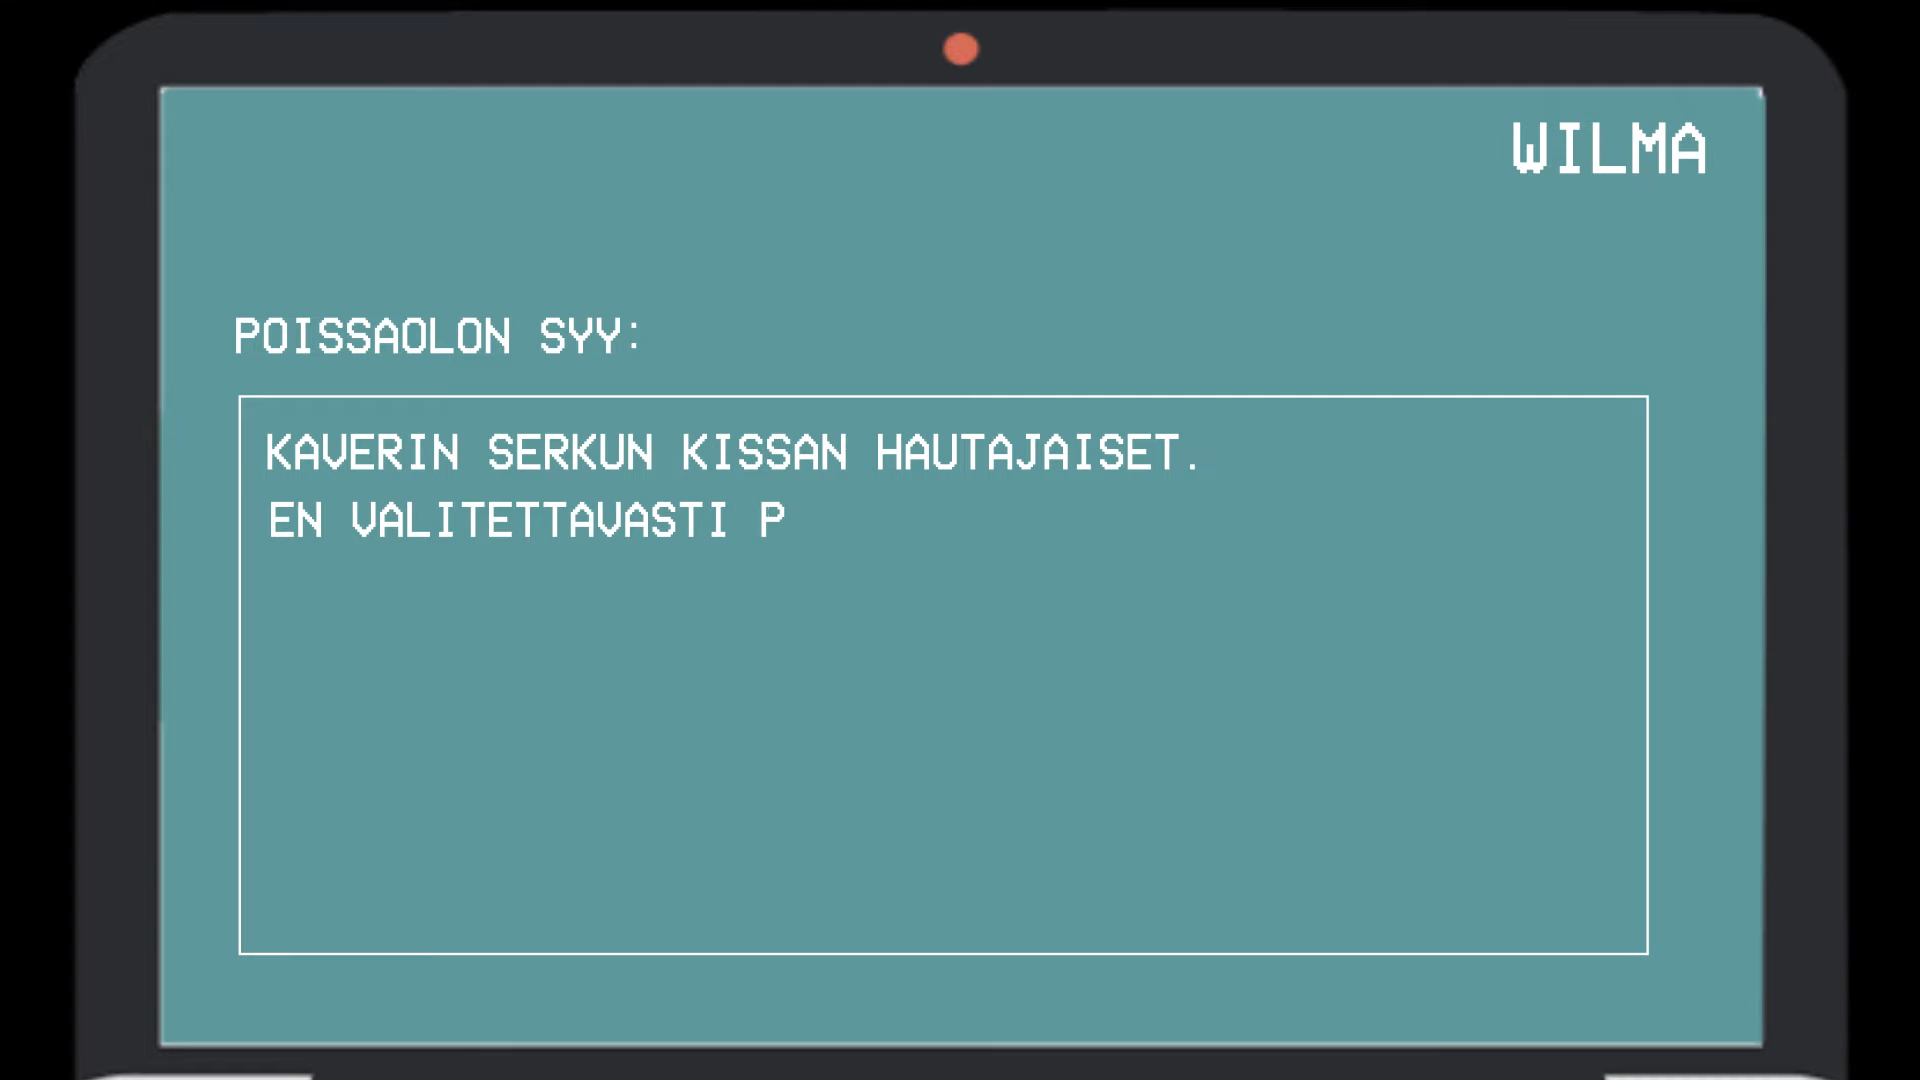 WILMA
POISSAOLON SYY:
KAVERIN SERKUN KISSAN HAUTAJAISET.
EN VALITETTAVASTI P